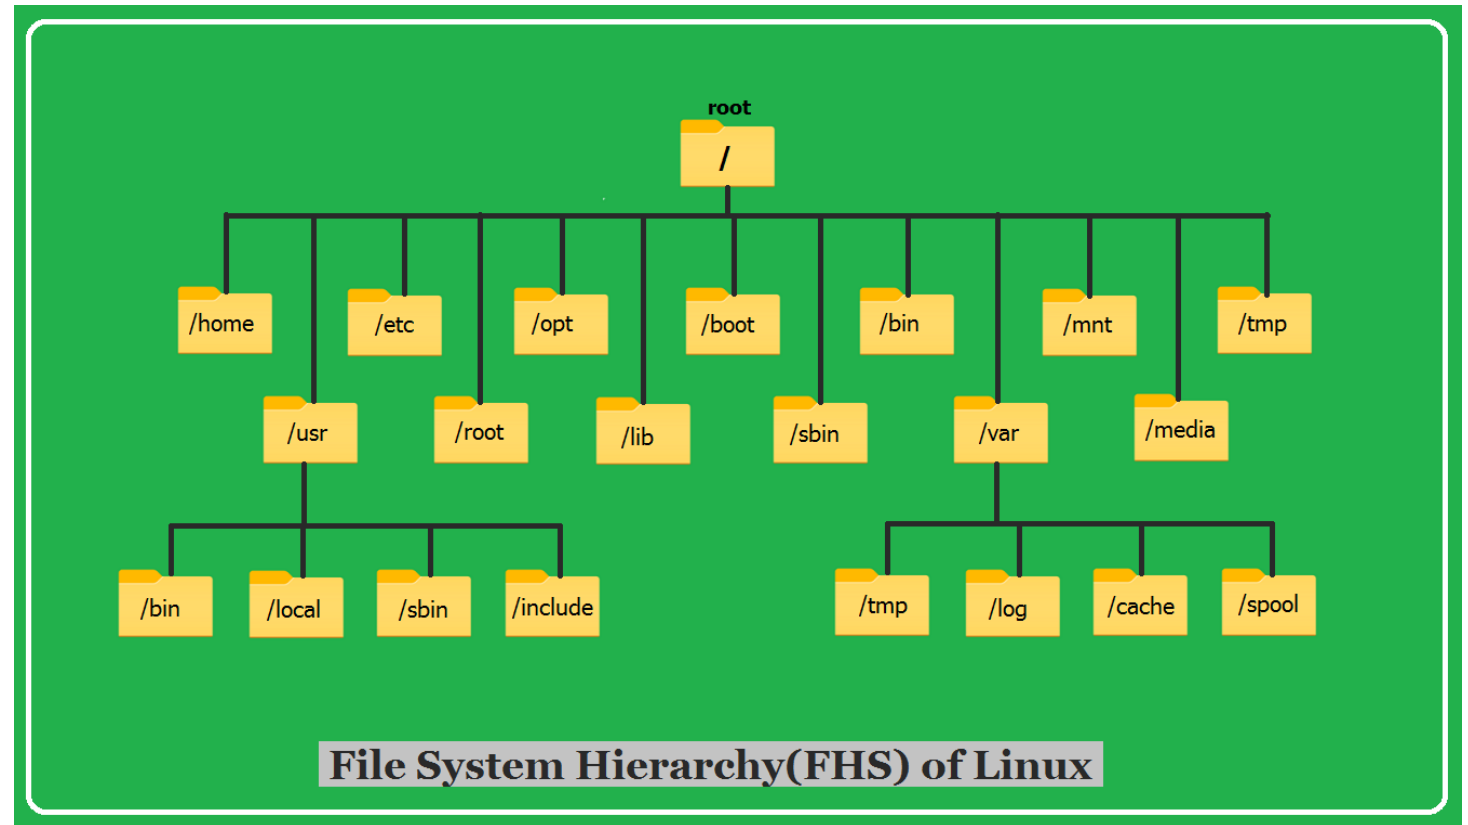 root
/
/home
/etc
/opt
/boot
/bin
/mnt
/tmp
/usr
/root
/lib
/sbin
/var
/media
/bin
/local
/sbin
/include
/tmp
/log
/cache
/spool
File System Hierarchy(FHS) of Linux